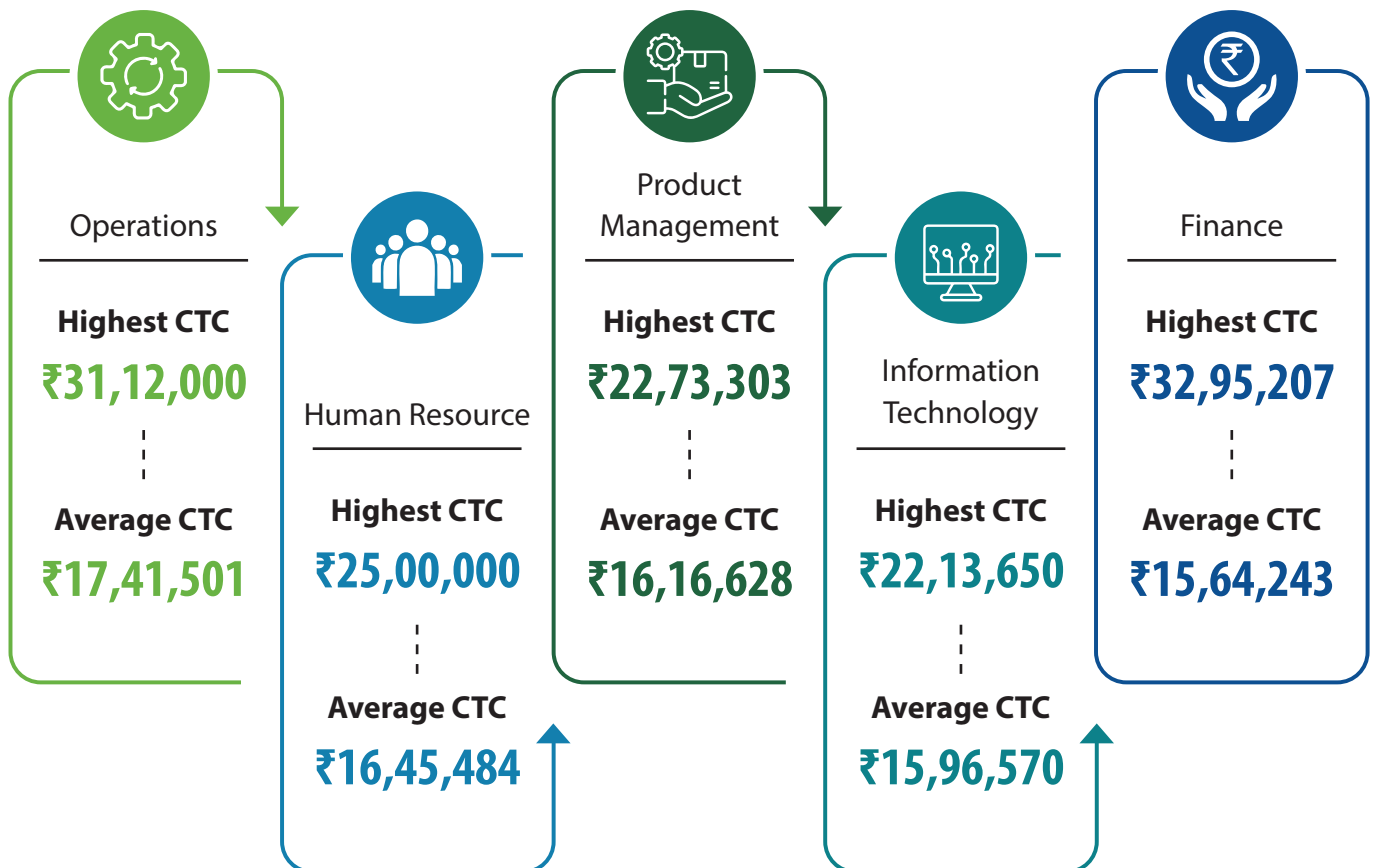 Operations
Highest CTC
₹31,12,000
Average CTC
₹17,41,501
Human Resource
Highest CTC
₹25,00,000
Average CTC
₹16,45,484
Product
Management
Highest CTC
₹22,73,303
Average CTC
₹16,16,628
Information
Technology
Highest CTC
₹22,13,650
Average CTC
₹15,96,570
₹
Finance
Highest CTC
₹32,95,207
Average CTC
₹15,64,243